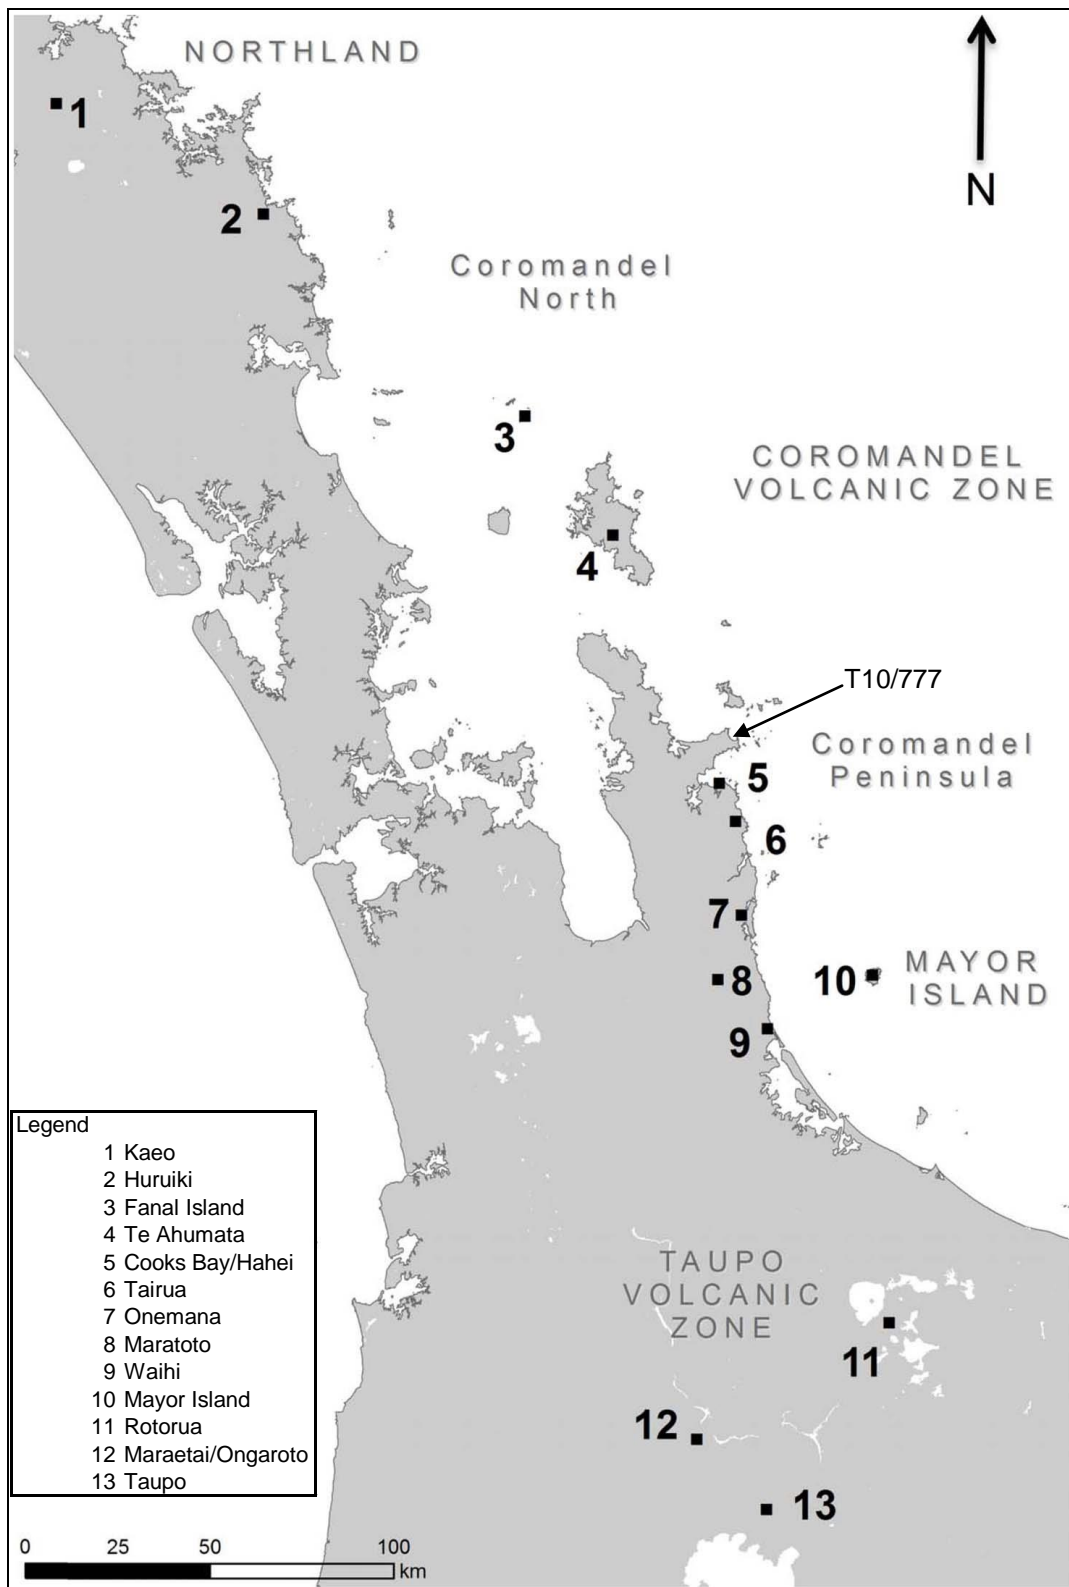 NORTHLAND
1
N
2
Coromandel
North
3
COROMANDEL
VOLCANIC ZONE
4
T10/777
Coromandel
Peninsula
5
6
7
8
10
MAYOR
ISLAND
9
Legend
1 Kaeo
2 Huruiki
3 Fanal Island
4 Te Ahumata
5 Cooks Bay/Hahei
6 Tairua
7 Onemana
8 Maratoto
9 Waihi
10 Mayor Island
11 Rotorua
12 Maraetai/Ongaroto
13 Taupo
TAUPO
VOLCANIC
ZONE
11
12
13
0 25 50 100
km